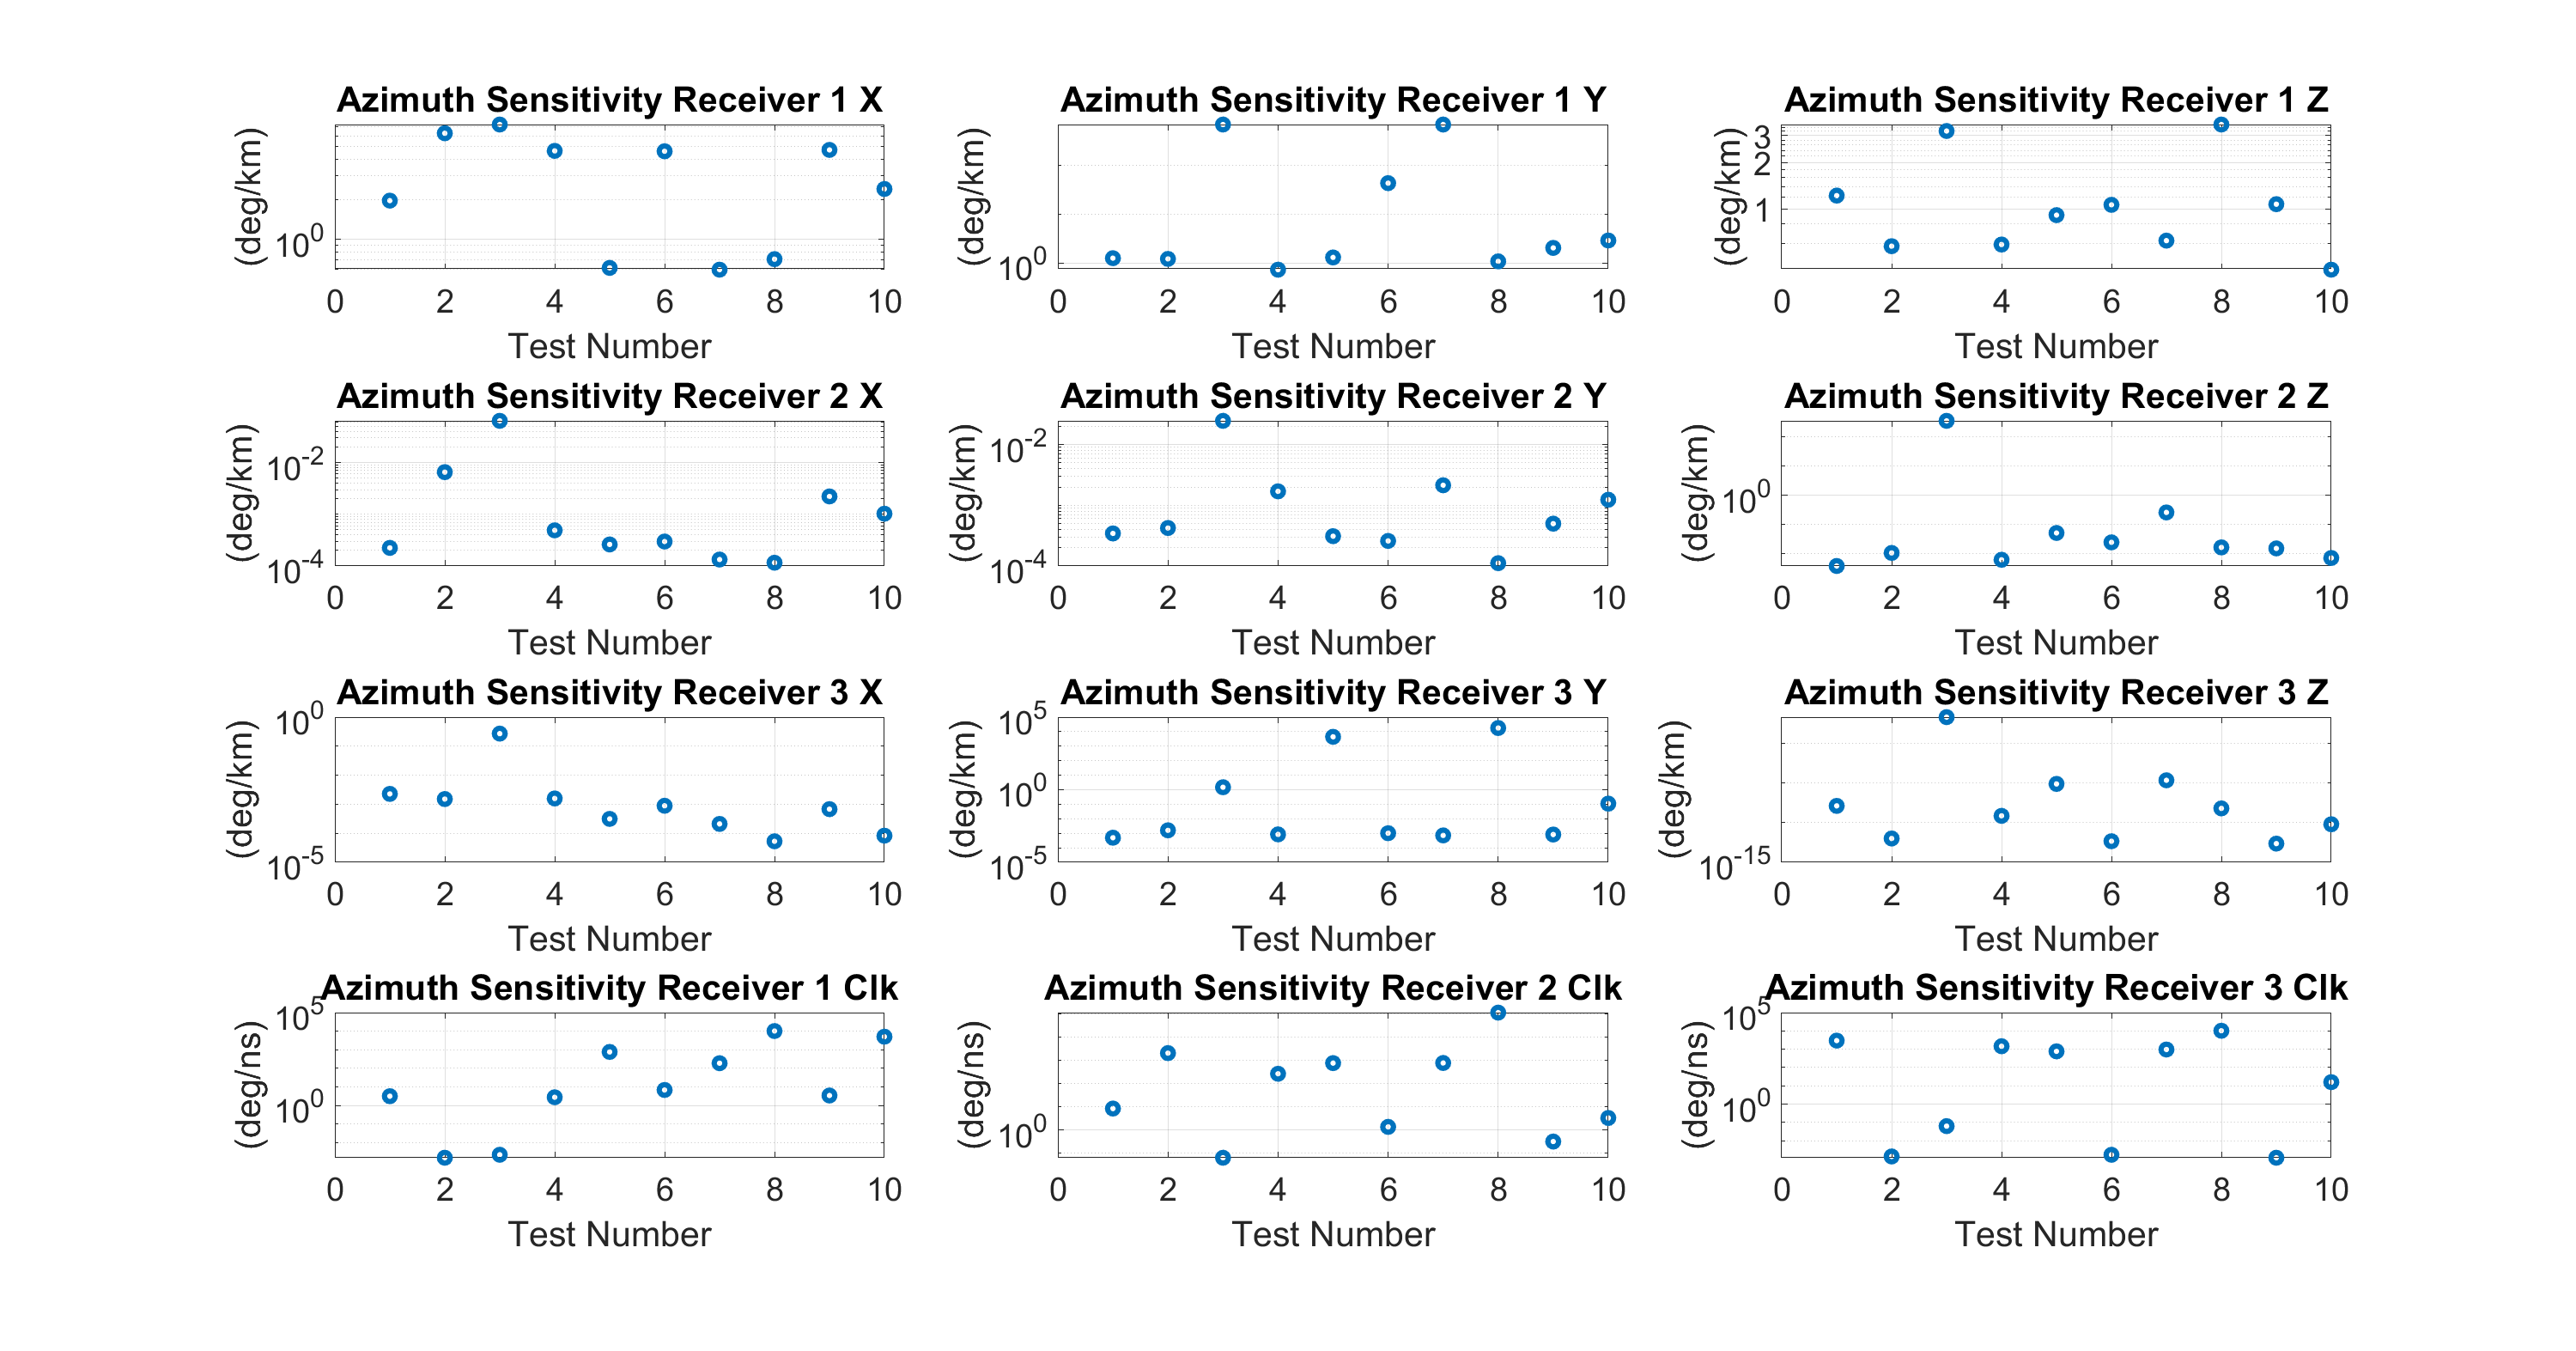 Azimuth Sensitivity Receiver 1 X
(deg/km)
10^0
0 2 4 6 8 10
Test Number
Azimuth Sensitivity Receiver 1 Y
(deg/km)
10^0
0 2 4 6 8 10
Test Number
Azimuth Sensitivity Receiver 1 Z
(deg/km)
3
2
1
0 2 4 6 8 10
Test Number
Azimuth Sensitivity Receiver 2 X
(deg/km)
10^-2
10^-4
0 2 4 6 8 10
Test Number
Azimuth Sensitivity Receiver 2 Y
(deg/km)
10^-2
10^-4
0 2 4 6 8 10
Test Number
Azimuth Sensitivity Receiver 2 Z
(deg/km)
10^0
0 2 4 6 8 10
Test Number
Azimuth Sensitivity Receiver 3 X
(deg/km)
10^0
10^-5
0 2 4 6 8 10
Test Number
Azimuth Sensitivity Receiver 3 Y
(deg/km)
10^5
10^0
10^-5
0 2 4 6 8 10
Test Number
Azimuth Sensitivity Receiver 3 Z
(deg/km)
10^-15
0 2 4 6 8 10
Test Number
Azimuth Sensitivity Receiver 1 Clk
(deg/ns)
10^5
10^0
0 2 4 6 8 10
Test Number
Azimuth Sensitivity Receiver 2 Clk
(deg/ns)
10^0
0 2 4 6 8 10
Test Number
Azimuth Sensitivity Receiver 3 Clk
(deg/ns)
10^5
10^0
0 2 4 6 8 10
Test Number